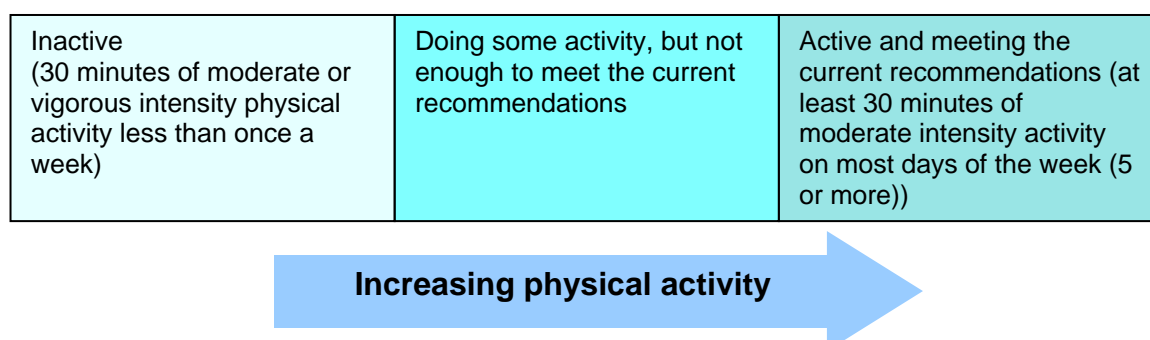 Inactive
(30 minutes of moderate or
vigorous intensity physical
activity less than once a
week)
Doing some activity, but not
enough to meet the current
recommendations
Active and meeting the
current recommendations (at
least 30 minutes of
moderate intensity activity
on most days of the week (5
or more))
Increasing physical activity